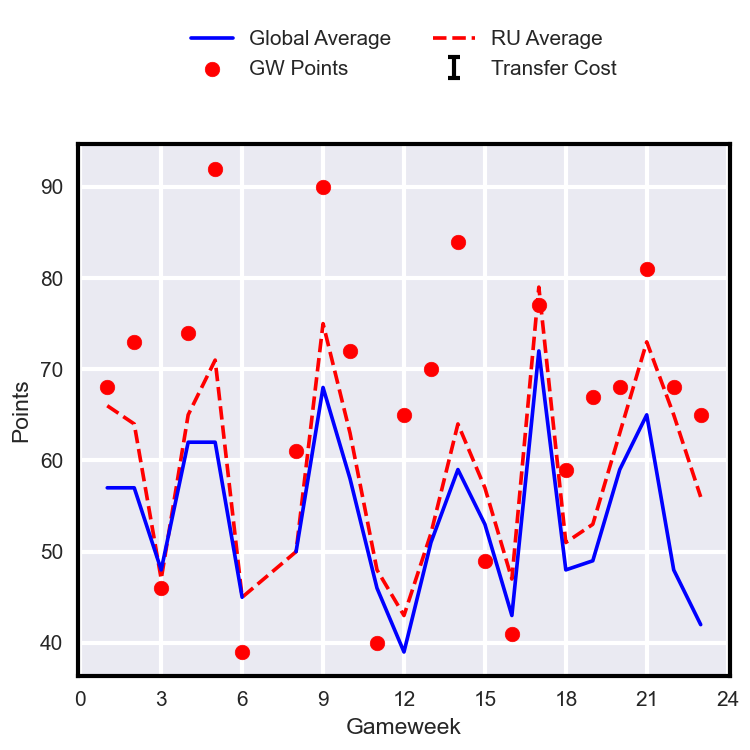 Global Average
RU Average
GW Points
Transfer Cost
90
80
70
60
50
40
Points
0 3 6 9 12 15 18 21 24
Gameweek